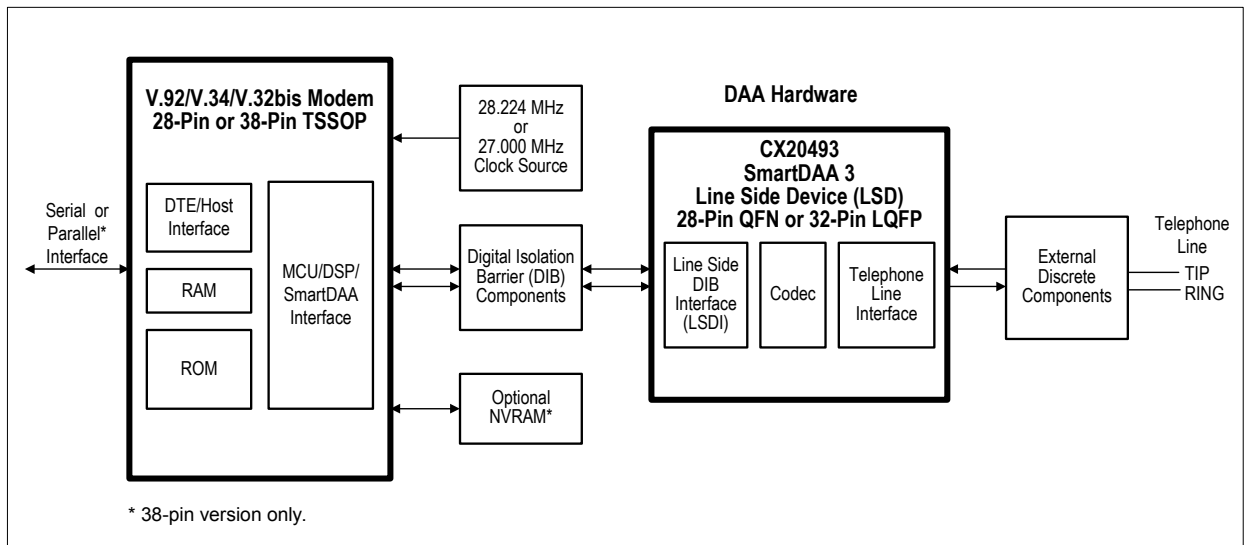 V.92/V.34/V.32bis Modem
28-Pin or 38-Pin TSSOP
DTE/Host
Interface
RAM
ROM
MCU/DSP/
SmartDAA
Interface
Serial or
Parallel*
Interface
28.224 MHz
or
27.000 MHz
Clock Source
Digital Isolation
Barrier (DIB)
Components
Optional
NVRAM*
DAA Hardware
CX20493
SmartDAA 3
Line Side Device (LSD)
28-Pin QFN or 32-Pin LQFP
Line Side
DIB
Interface
(LSDI)
Codec
Telephone
Line
Interface
External
Discrete
Components
Telephone
Line
TIP
RING
* 38-pin version only.